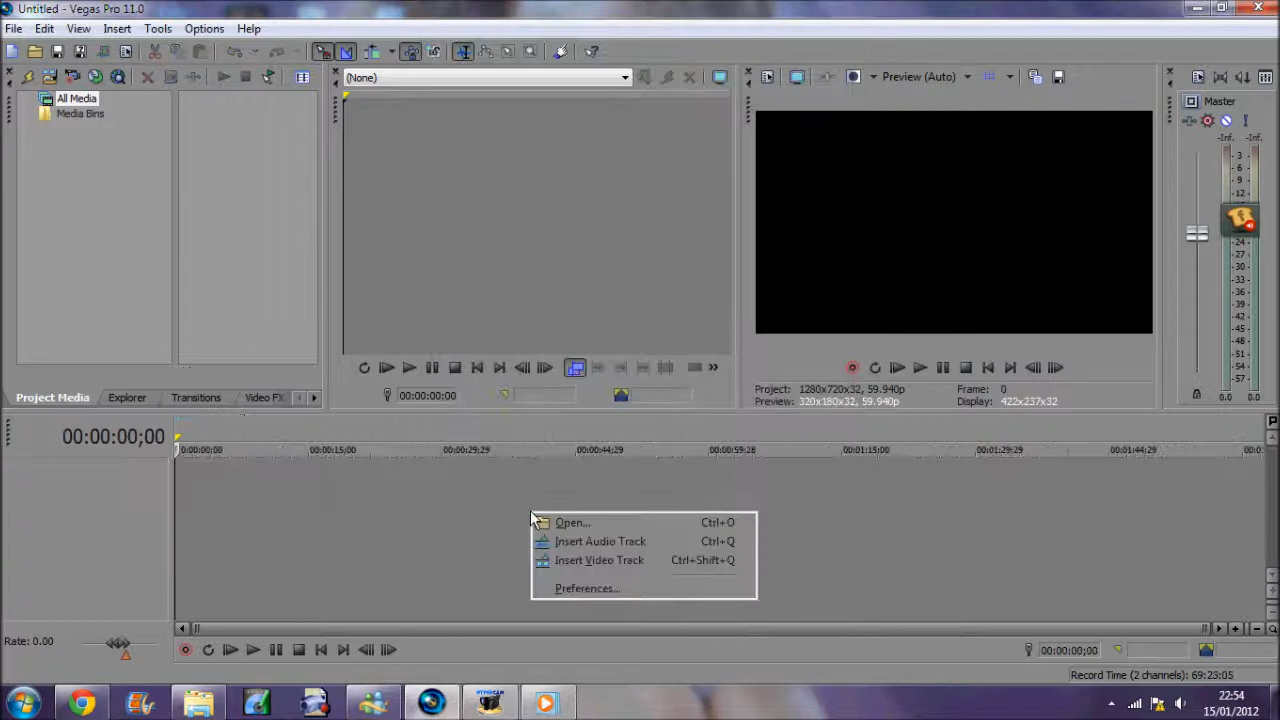 Untitled - Vegas Pro 11.0
File Edit View Insert Tools Options Help
(None)
Preview (Auto)
All Media
Media Bins
Master
-Inf. -Inf.
3
6
9
12
24
27
30
33
36
39
42
45
48
51
54
57
0.0 0.0
00:00:00;00
Project: 1280x720x32, 59.940p
Frame: 0
Preview: 320x180x32, 59.940p
Display: 422x237x32
Project Media Explorer Transitions Video FX
00:00:00;00
0:00:00;00 00:00:15;00 00:00:29;29 00:00:44;29 00:00:59;28 00:01:15;00 00:01:29;29 00:01:44;29
Open... Ctrl+O
Insert Audio Track Ctrl+Q
Insert Video Track Ctrl+Shift+Q
Preferences...
Rate: 0.00
00:00:00;00
Record Time (2 channels): 69:23:05
HYPERCAM
22:54
15/01/2012